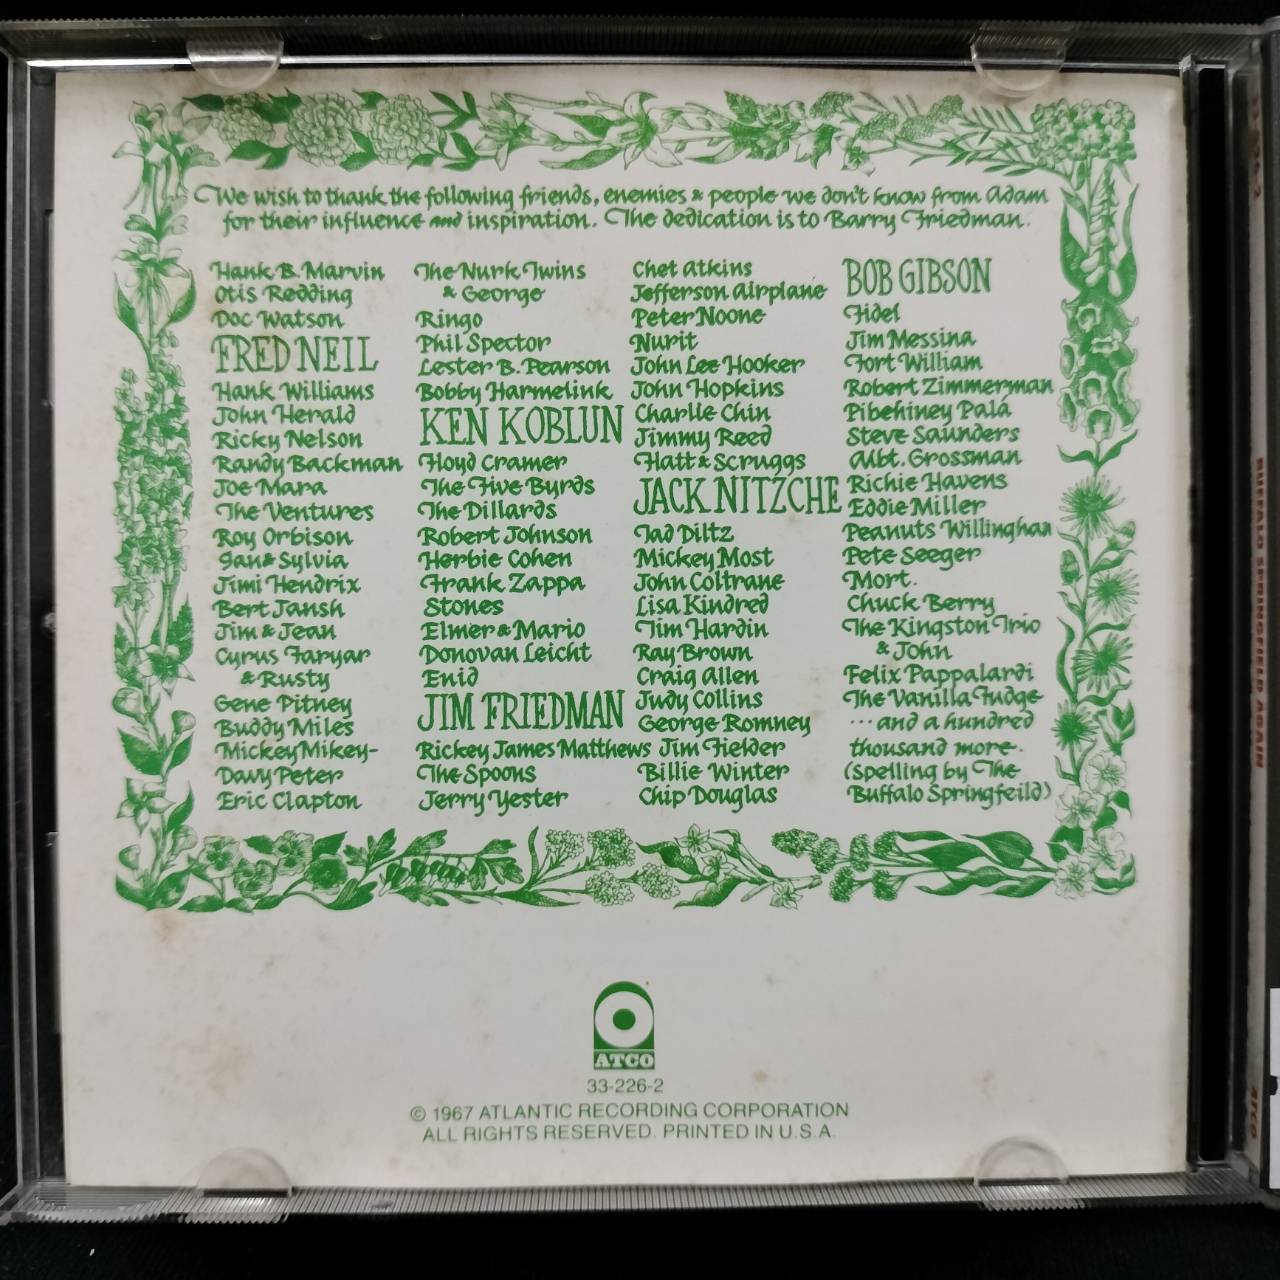 We wish to thank the following friends, enemies & people we don't know from Adam
for their influence and inspiration. The dedication is to Barry Friedman.
Hank B. Marvin
Otis Redding
Doc Watson
FRED NEIL
Hank Williams
John Herald
Ricky Nelson
Randy Backman
Joe Mara
The Ventures
Roy Orbison
Ian & Sylvia
Jimi Hendrix
Bert Jansh
Jim & Jean
Cyrus Faryar
& Rusty
Gene Pitney
Buddy Miles
Mickey Mikey-
Davy Peter
Eric Clapton
The Nurk Twins
& George
Ringo
Phil Spector
Lester B. Pearson
Bobby Harmelink
KEN KOBLUN
Floyd Cramer
The Five Byrds
The Dillards
Robert Johnson
Herbie Cohen
Frank Zappa
Stones
Elmer & Mario
Donovan Leicht
Enid
JIM FRIEDMAN
Rickey James Matthews
The Spoons
Jerry Yester
Chet Atkins
Jefferson Airplane
Peter Noone
Nurit
John Lee Hooker
John Hopkins
Charlie Chin
Jimmy Reed
Flatt & Scruggs
JACK NITZCHE
Tad Diltz
Mickey Most
John Coltrane
Lisa Kindred
Tim Hardin
Ray Brown
Craig Allen
Judy Collins
George Romney
Jim Fielder
Billie Winter
Chip Douglas
BOB GIBSON
Fidel
Jim Messina
Fort William
Robert Zimmerman
Pibehiney Palá
Steve Saunders
Albt. Grossman
Richie Havens
Eddie Miller
Peanuts Willinghan
Pete Seeger
Mort.
Chuck Berry
The Kingston Trio
& John
Felix Pappalardi
The Vanilla Fudge
...and a hundred
thousand more.
(spelling by The
Buffalo Springfeild)
ATCO
33-226-2
© 1967 ATLANTIC RECORDING CORPORATION
ALL RIGHTS RESERVED. PRINTED IN U.S.A.
BUFFALO SPRINGFIELD AGAIN
ATCO